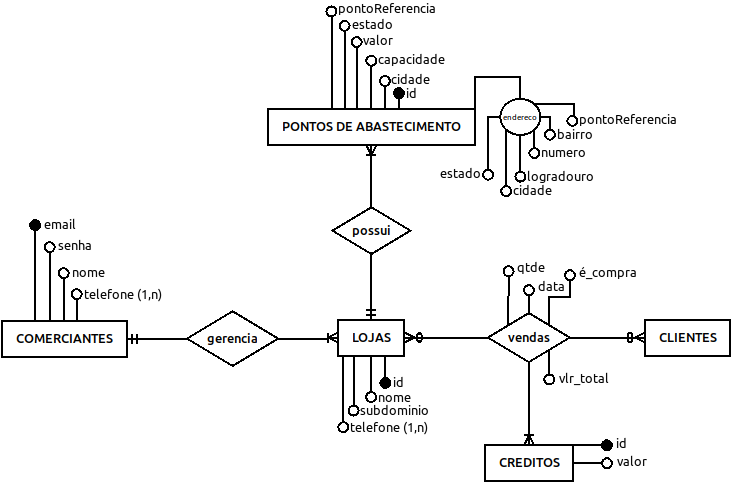 pontoReferencia
estado
valor
capacidade
cidade
id
PONTOS DE ABASTECIMENTO
endereco
pontoReferencia
bairro
numero
logradouro
estado
cidade
possui
email
senha
nome
telefone (1,n)
COMERCIANTES
gerencia
LOJAS
id
nome
subdominio
telefone (1,n)
qtde
data
é_compra
vendas
vlr_total
CLIENTES
CREDITOS
id
valor